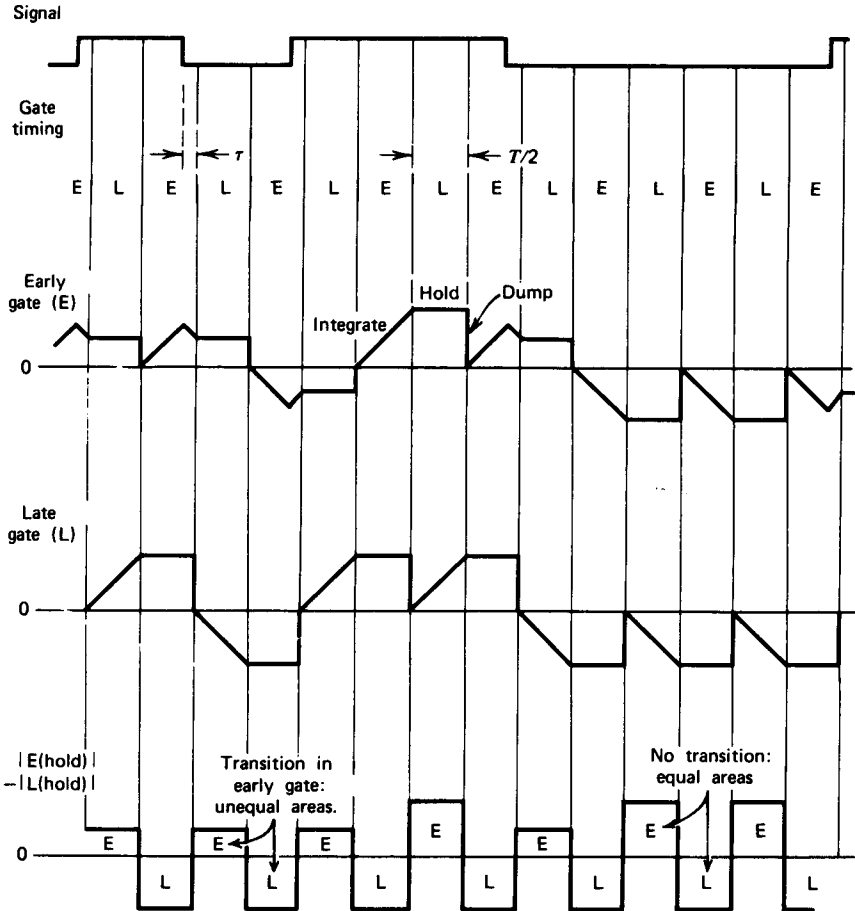 Signal
Gate
timing
τ
T/2
E L E L E L E L E L E L E L E
Early
gate (E)
Hold
Dump
Integrate
0
Late
gate (L)
0
|E(hold)|
–|L(hold)|
Transition in
early gate:
unequal areas.
No transition:
equal areas
E E E E E E E
0
L L L L L L L